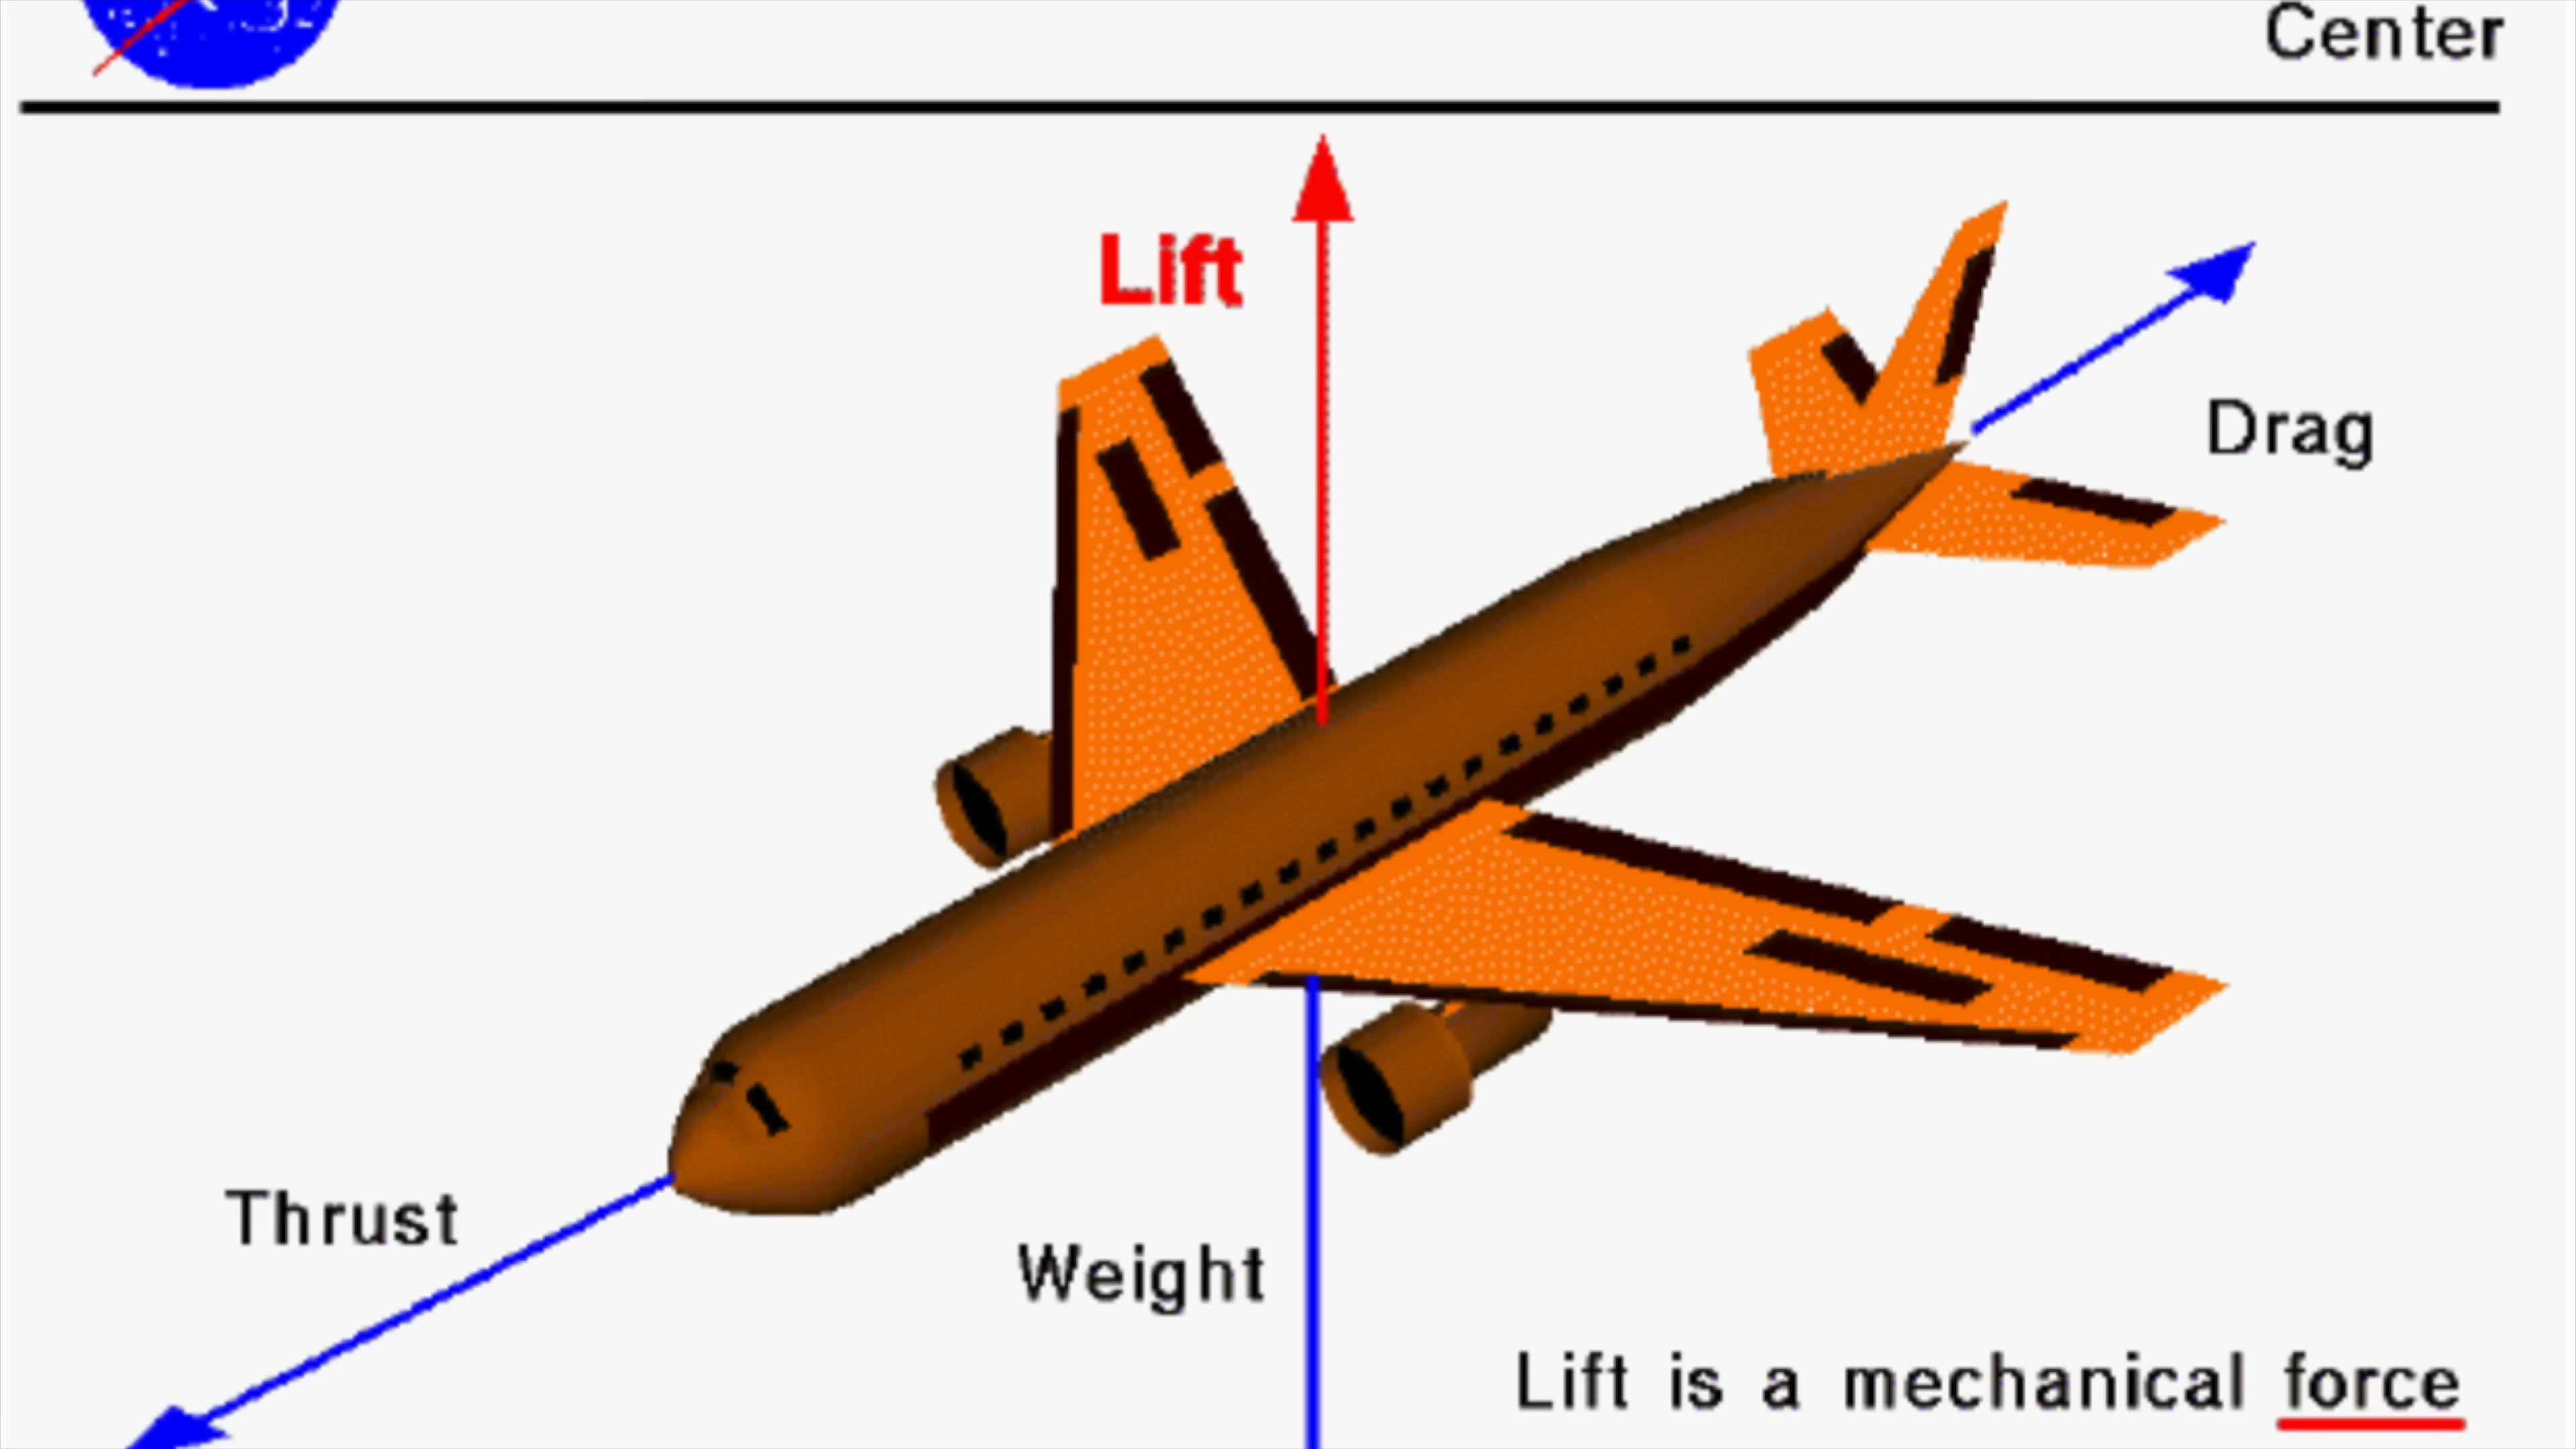 Center
Lift
Drag
Thrust
Weight
Lift is a mechanical force